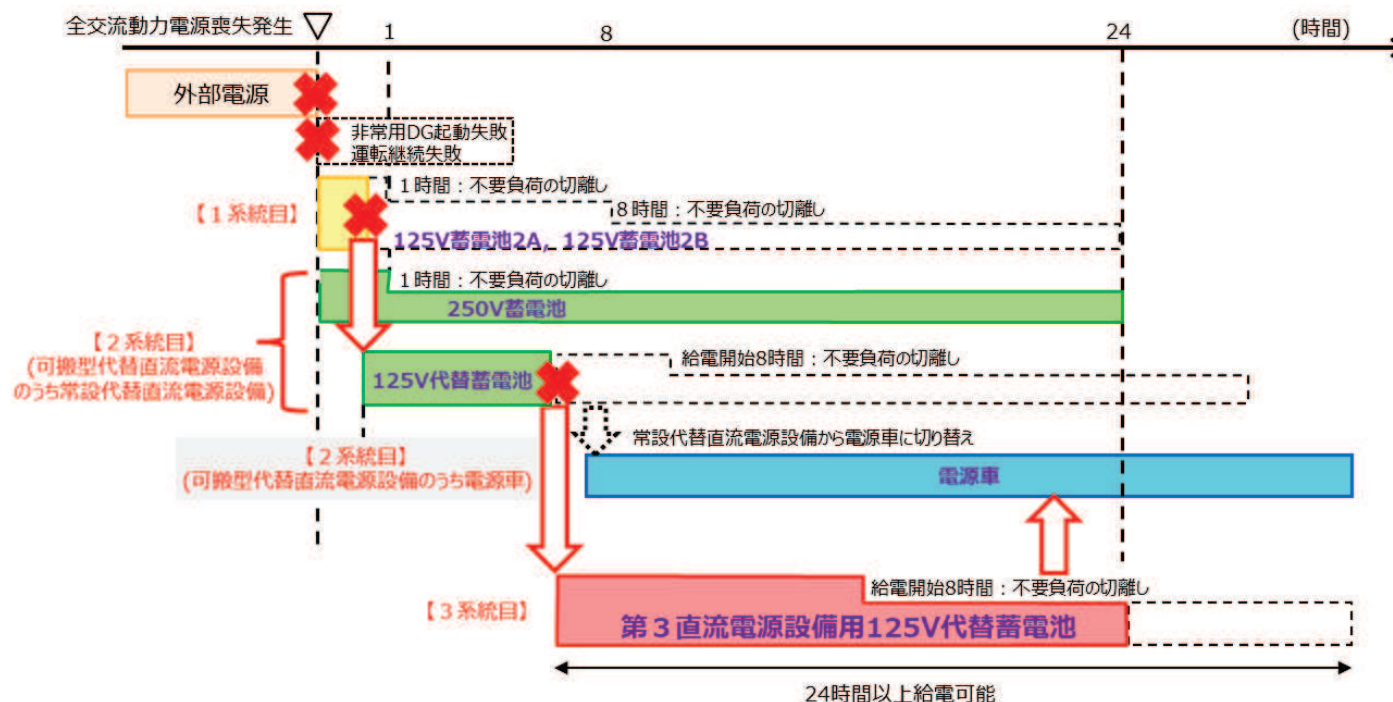 全交流動力電源喪失発生
1
8
24
(時間)
外部電源
非常用DG起動失敗
運転継続失敗
1時間：不要負荷の切離し
8時間：不要負荷の切離し
【1系統目】
125V蓄電池2A，125V蓄電池2B
1時間：不要負荷の切離し
250V蓄電池
【2系統目】
(可搬型代替直流電源設備
のうち常設代替直流電源設備)
給電開始8時間：不要負荷の切離し
125V代替蓄電池
常設代替直流電源設備から電源車に切り替え
【2系統目】
(可搬型代替直流電源設備のうち電源車)
電源車
給電開始8時間：不要負荷の切離し
【3系統目】
第３直流電源設備用125V代替蓄電池
24時間以上給電可能